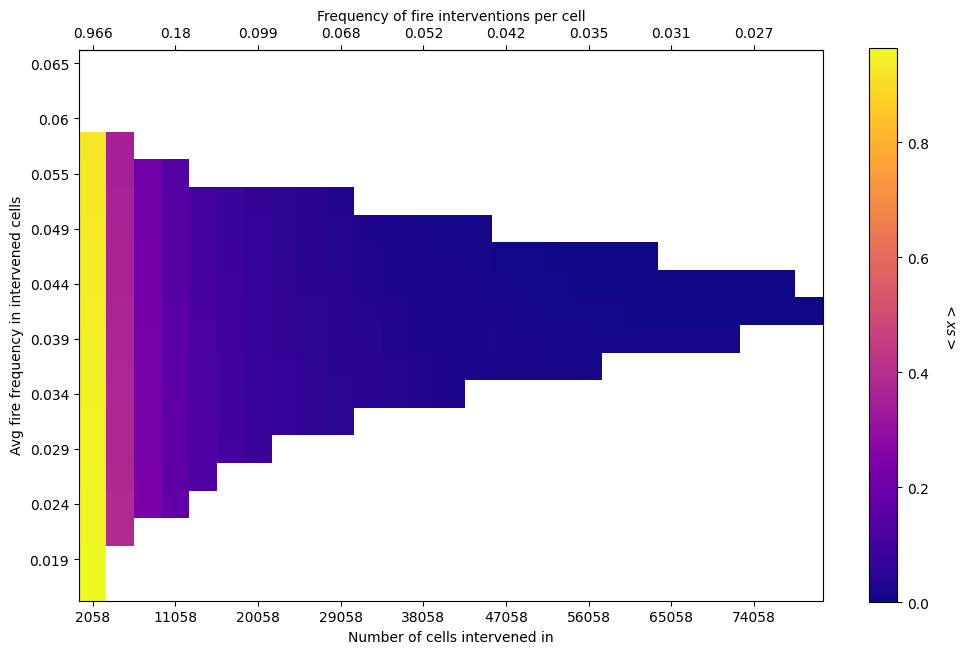 Frequency of fire interventions per cell
0.966 0.18 0.099 0.068 0.052 0.042 0.035 0.031 0.027
0.065
0.06
0.055
0.049
0.044
0.039
0.034
0.029
0.024
0.019
Avg fire frequency in intervened cells
2058 11058 20058 29058 38058 47058 56058 65058 74058
Number of cells intervened in
0.8
0.6
0.4
0.2
0.0
< sx >